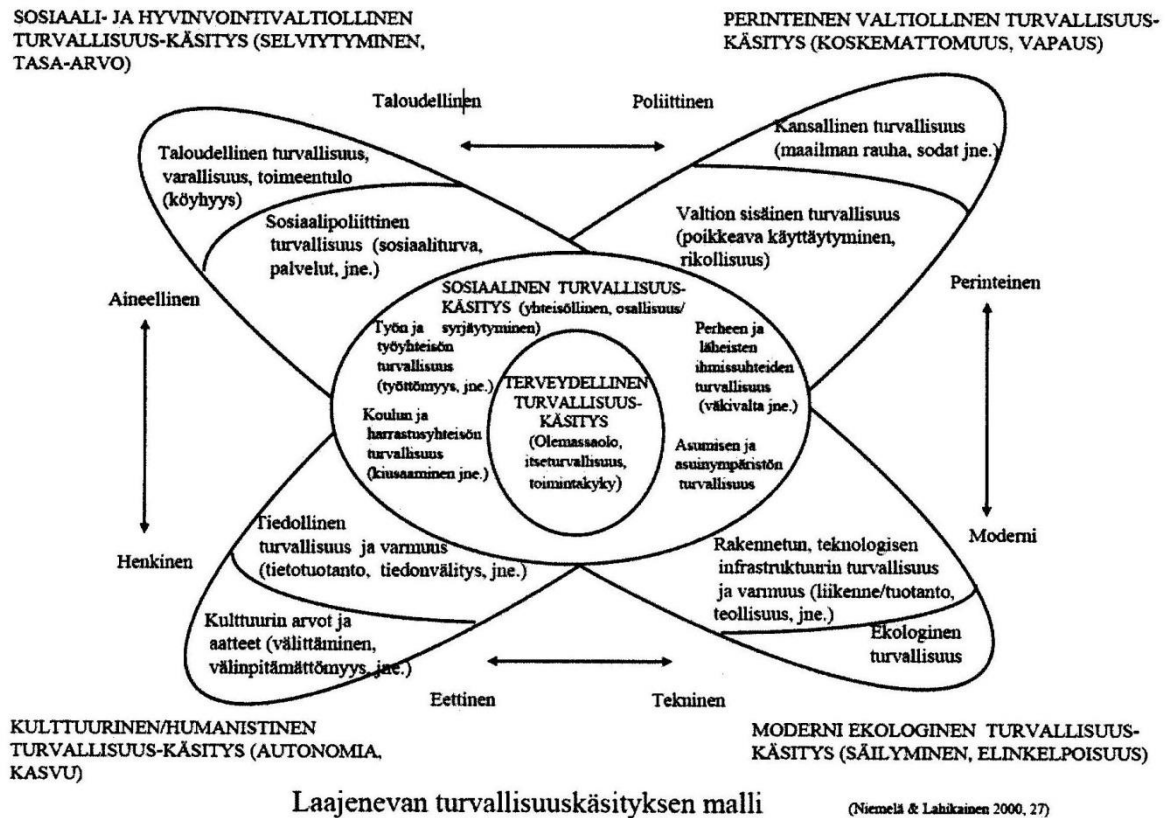 SOSIAALI- JA HYVINVOINTIVALTIOLLINEN
TURVALLISUUS-KÄSITYS (SELVIYTYMINEN,
TASA-ARVO)
PERINTEINEN VALTIOLLINEN TURVALLISUUS-
KÄSITYS (KOSKEMATTOMUUS, VAPAUS)
Taloudellinen
Poliittinen
Taloudellinen turvallisuus,
varallisuus, toimeentulo
(köyhyys)
Sosiaalipoliittinen
turvallisuus (sosiaaliturva,
palvelut, jne.)
Kansallinen turvallisuus
(maailman rauha, sodat jne.)
Valtion sisäinen turvallisuus
(poikkeava käyttäytyminen,
rikollisuus)
Aineellinen
Henkinen
Perinteinen
Moderni
SOSIAALINEN TURVALLISUUS-
KÄSITYS (yhteisöllinen, osallisuus/
syrjäytyminen)
Työn ja
työyhteisön
turvallisuus
(työttömyys, jne.)
Koulun ja
harrastusyhteisön
turvallisuus
(kiusaaminen jne.)
TERVEYDELLINEN
TURVALLISUUS-
KÄSITYS
(Olemassaolo,
itseturvallisuus,
toimintakyky)
Perheen ja
läheisten
ihmissuhteiden
turvallisuus
(väkivalta jne.)
Asumisen ja
asuinympäristön
turvallisuus
Tiedollinen
turvallisuus ja varmuus
(tietotuotanto, tiedonvälitys, jne.)
Kulttuurin arvot ja
aatteet (välittäminen,
välinpitämättömyys, jne.)
Rakennetun, teknologisen
infrastruktuurin turvallisuus
ja varmuus (liikenne/tuotanto,
teollisuus, jne.)
Ekologinen
turvallisuus
Eettinen
Tekninen
KULTTUURINEN/HUMANISTINEN
TURVALLISUUS-KÄSITYS (AUTONOMIA,
KASVU)
MODERNI EKOLOGINEN TURVALLISUUS-
KÄSITYS (SÄILYMINEN, ELINKELPOISUUS)
Laajenevan turvallisuuskäsityksen malli
(Niemelä & Lahikainen 2000, 27)